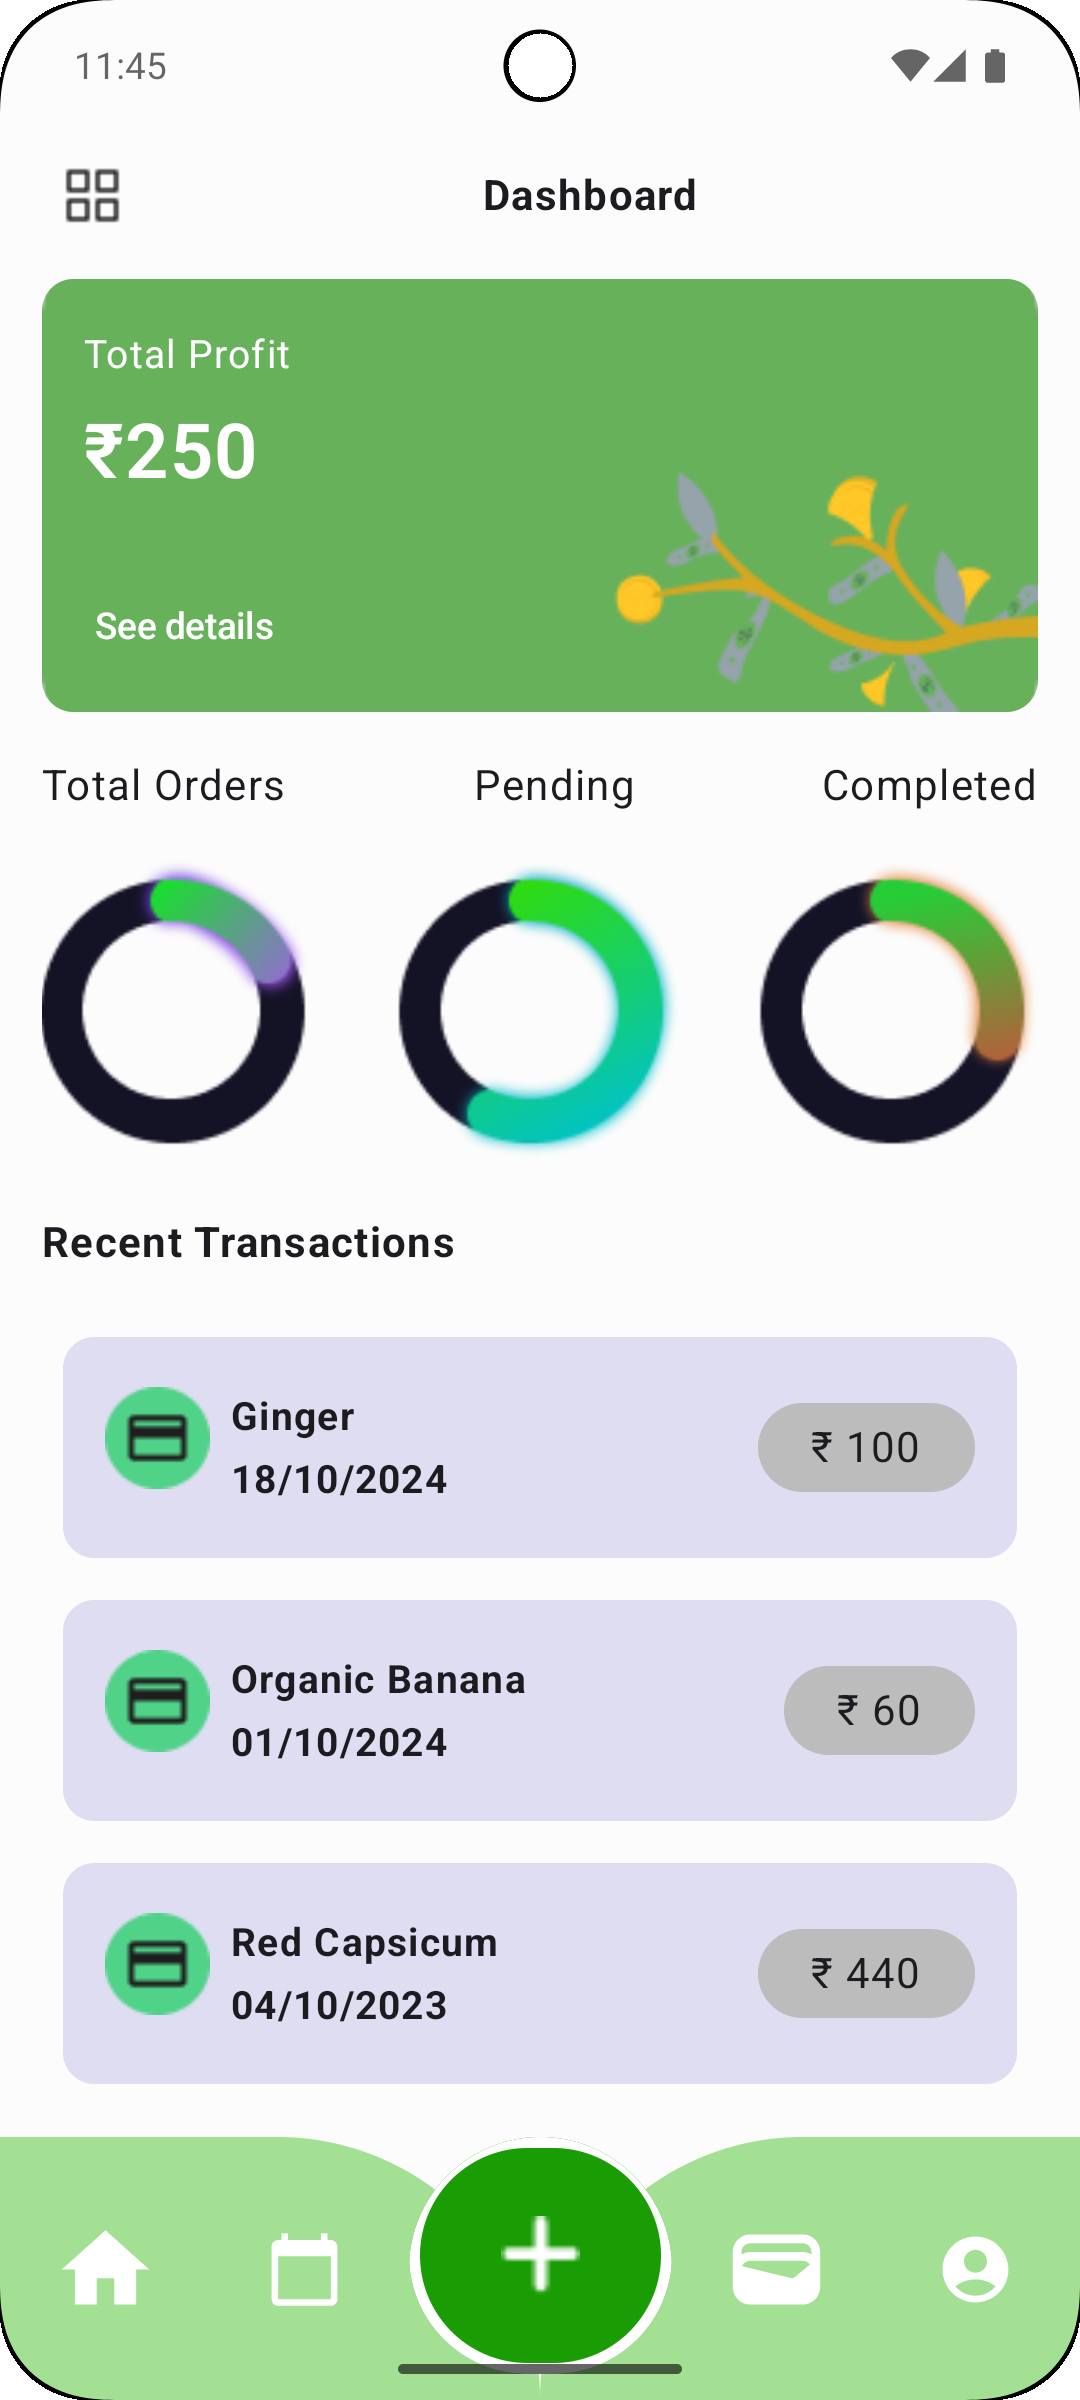 11:45
Dashboard
Total Profit
₹250
See details
Total Orders
Pending
Completed
Recent Transactions
Ginger
18/10/2024
₹ 100
Organic Banana
01/10/2024
₹ 60
Red Capsicum
04/10/2023
₹ 440